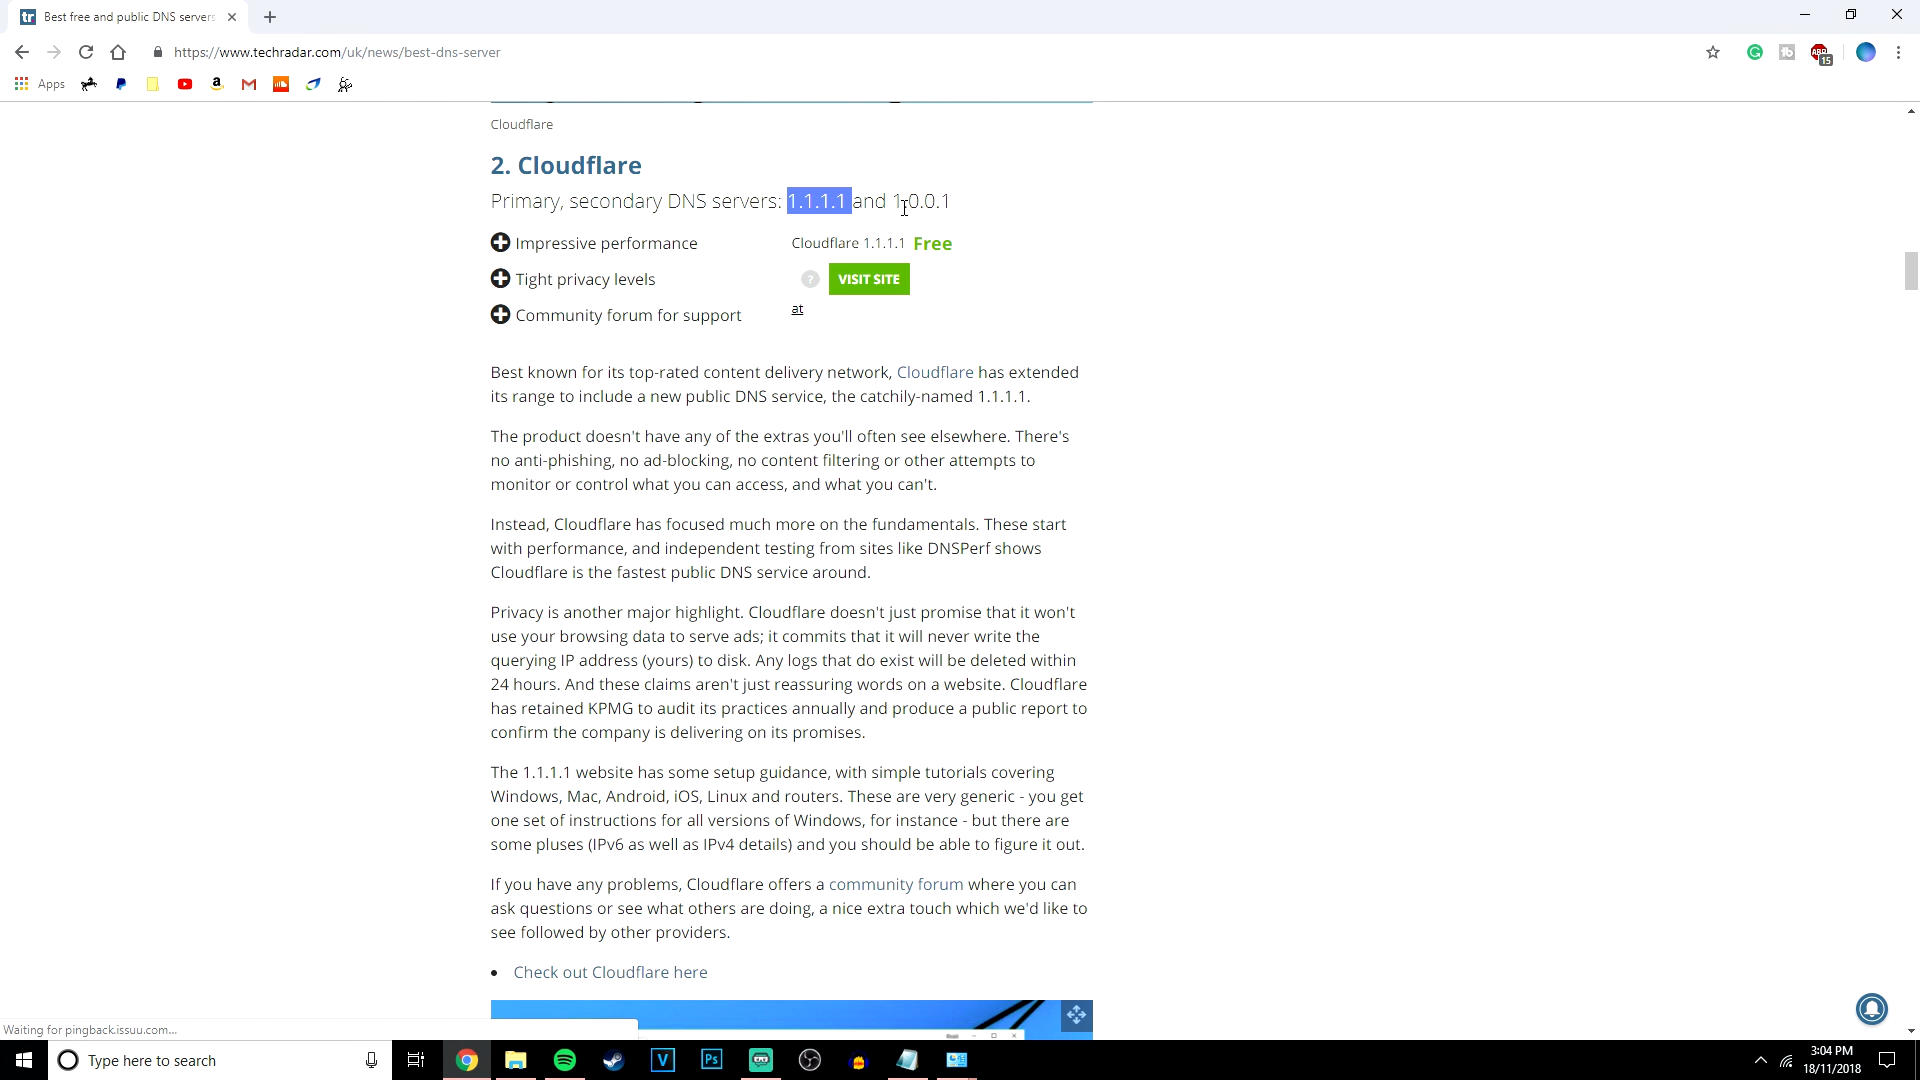 Best free and public DNS servers
https://www.techradar.com/uk/news/best-dns-server
ABP
15
Apps
Cloudflare
2. Cloudflare
Primary, secondary DNS servers: 1.1.1.1 and 1.0.0.1
Impressive performance
Tight privacy levels
Community forum for support
Cloudflare 1.1.1.1 Free
? VISIT SITE
at
Best known for its top-rated content delivery network, Cloudflare has extended
its range to include a new public DNS service, the catchily-named 1.1.1.1.
The product doesn't have any of the extras you'll often see elsewhere. There's
no anti-phishing, no ad-blocking, no content filtering or other attempts to
monitor or control what you can access, and what you can't.
Instead, Cloudflare has focused much more on the fundamentals. These start
with performance, and independent testing from sites like DNSPerf shows
Cloudflare is the fastest public DNS service around.
Privacy is another major highlight. Cloudflare doesn't just promise that it won't
use your browsing data to serve ads; it commits that it will never write the
querying IP address (yours) to disk. Any logs that do exist will be deleted within
24 hours. And these claims aren't just reassuring words on a website. Cloudflare
has retained KPMG to audit its practices annually and produce a public report to
confirm the company is delivering on its promises.
The 1.1.1.1 website has some setup guidance, with simple tutorials covering
Windows, Mac, Android, iOS, Linux and routers. These are very generic - you get
one set of instructions for all versions of Windows, for instance - but there are
some pluses (IPv6 as well as IPv4 details) and you should be able to figure it out.
If you have any problems, Cloudflare offers a community forum where you can
ask questions or see what others are doing, a nice extra touch which we'd like to
see followed by other providers.
• Check out Cloudflare here
Waiting for pingback.issuu.com...
Type here to search
3:04 PM
18/11/2018